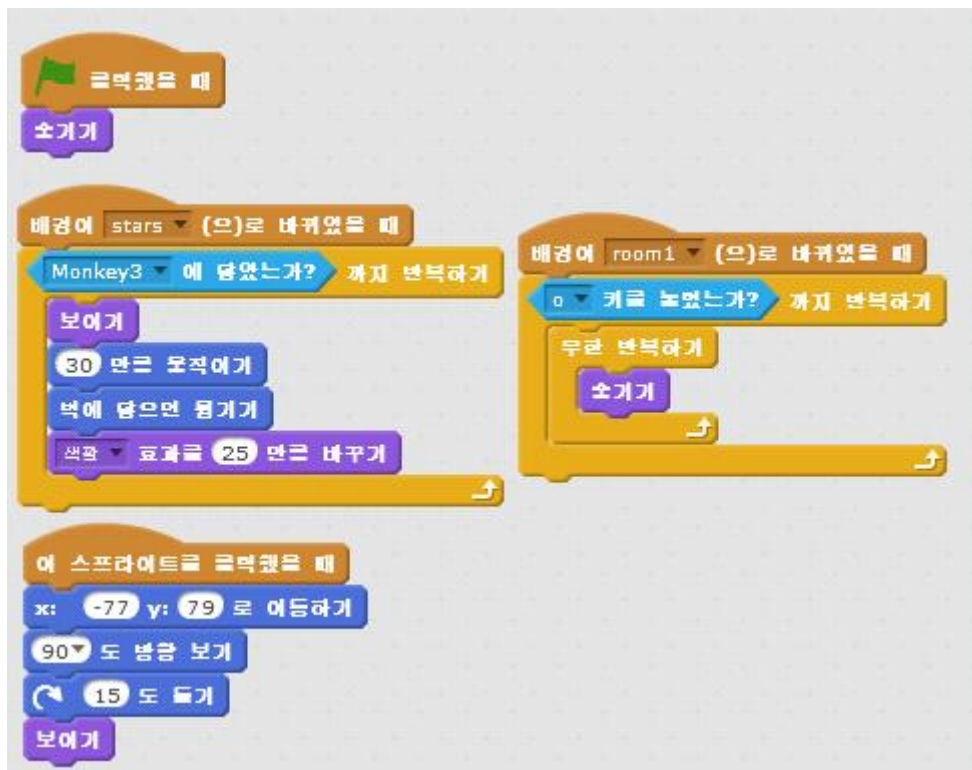 클릭했을 때
숨기기
배경이 stars (으)로 바뀌었을 때
Monkey3 에 닿았는가? 까지 반복하기
보이기
30 만큼 움직이기
벽에 닿으면 튕기기
색깔 효과를 25 만큼 바꾸기
이 스프라이트를 클릭했을 때
x: -77 y: 79 로 이동하기
90 도 방향 보기
15 도 돌기
보이기
배경이 room1 (으)로 바뀌었을 때
o 키를 눌렀는가? 까지 반복하기
무한 반복하기
숨기기